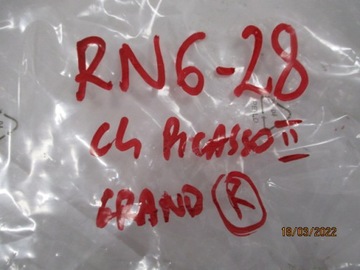 RN6-28
C4 PICASSO II
GRAND R
18/03/2022